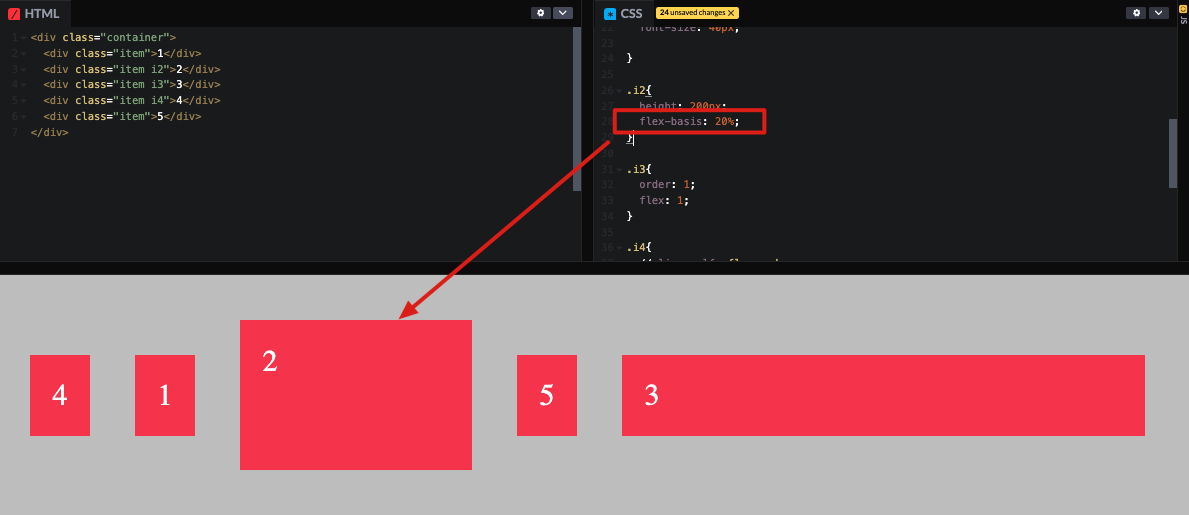 HTML
1 <div class="container">
2 <div class="item">1</div>
3 <div class="item i2">2</div>
4 <div class="item i3">3</div>
5 <div class="item i4">4</div>
6 <div class="item">5</div>
7 </div>
CSS
24 unsaved changes
JS
22 font-size: 40px;
23
24 }
25
26 .i2{
27 height: 200px;
28 flex-basis: 20%;
29 }
30
31 .i3{
32 order: 1;
33 flex: 1;
34 }
35
36 .i4{
4
1
2
5
3